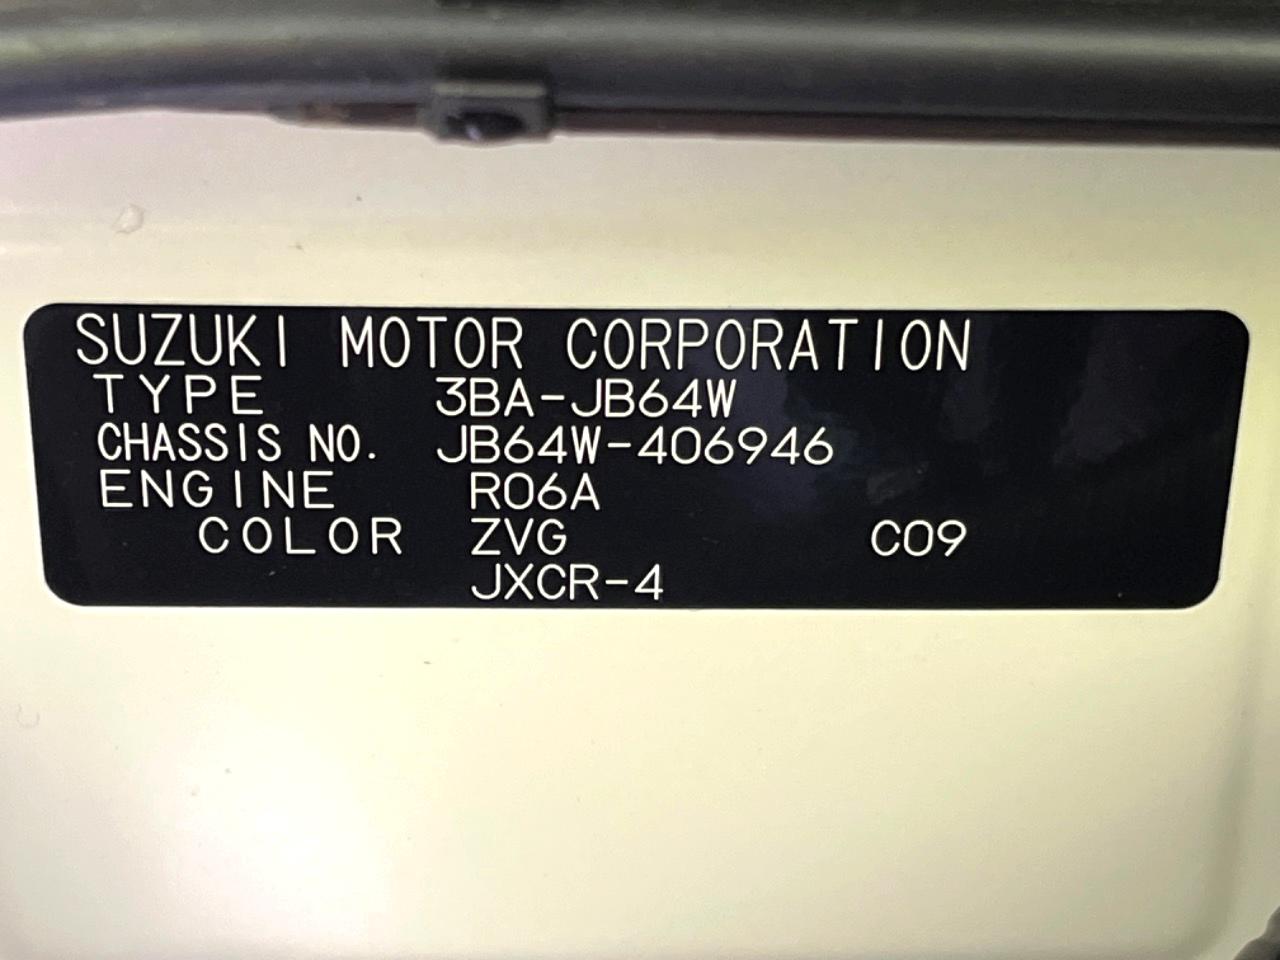 SUZUKI MOTOR CORPORATION
TYPE 3BA-JB64W
CHASSIS NO. JB64W-406946
ENGINE R06A
COLOR ZVG C09
JXCR-4